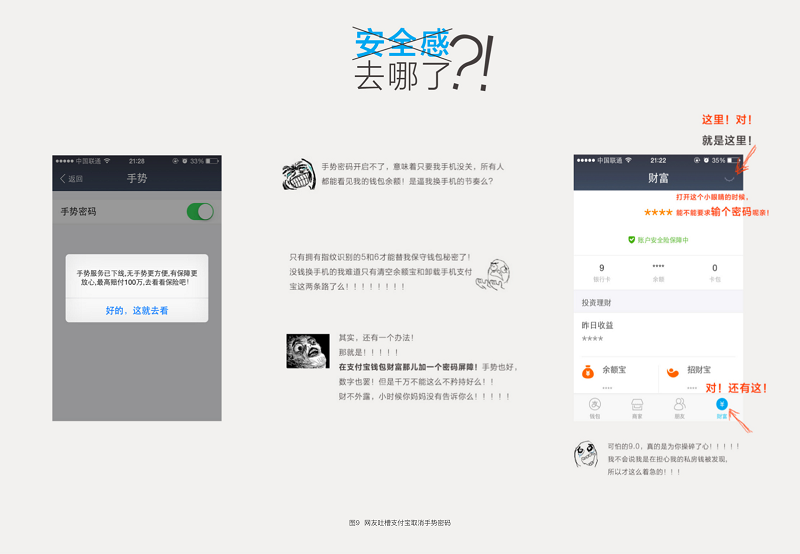 安全感
去哪了?!
中国联通 21:28 33%
返回 手势
手势密码
手势服务已下线,无手势更方便,有保障更
放心,最高赔付100万,去看看保险吧!
好的，这就去看
手势密码开启不了，意味着只要我手机没关，所有人
都能看见我的钱包余额！是逼我换手机的节奏么?
只有拥有指纹识别的5和6才能替我保守钱包秘密了!
没钱换手机的我难道只有清空余额宝和卸载手机支付
宝这两条路了么！！！！！！！！
其实，还有一个办法!
那就是！！！！！
在支付宝钱包财富那儿加一个密码屏障！手势也好，
数字也罢！但是千万不能这么不矜持好么！！
财不外露，小时候你妈妈没有告诉你么！！！！！
这里！对！
就是这里！
中国联通 21:22 35%
财富
打开这个小眼睛的时候，
**** 能不能要求输个密码呢亲！
账户安全险保障中
9 **** 0
银行卡 余额 卡包
投资理财
昨日收益
****
余额宝 招财宝
---- ----
对！还有这！
钱包 商家 朋友 财富
可怕的9.0，真的是为你操碎了心！！！！！
我不会说我是在担心我的私房钱被发现,
所以才这么着急的！！！
图9 网友吐槽支付宝取消手势密码